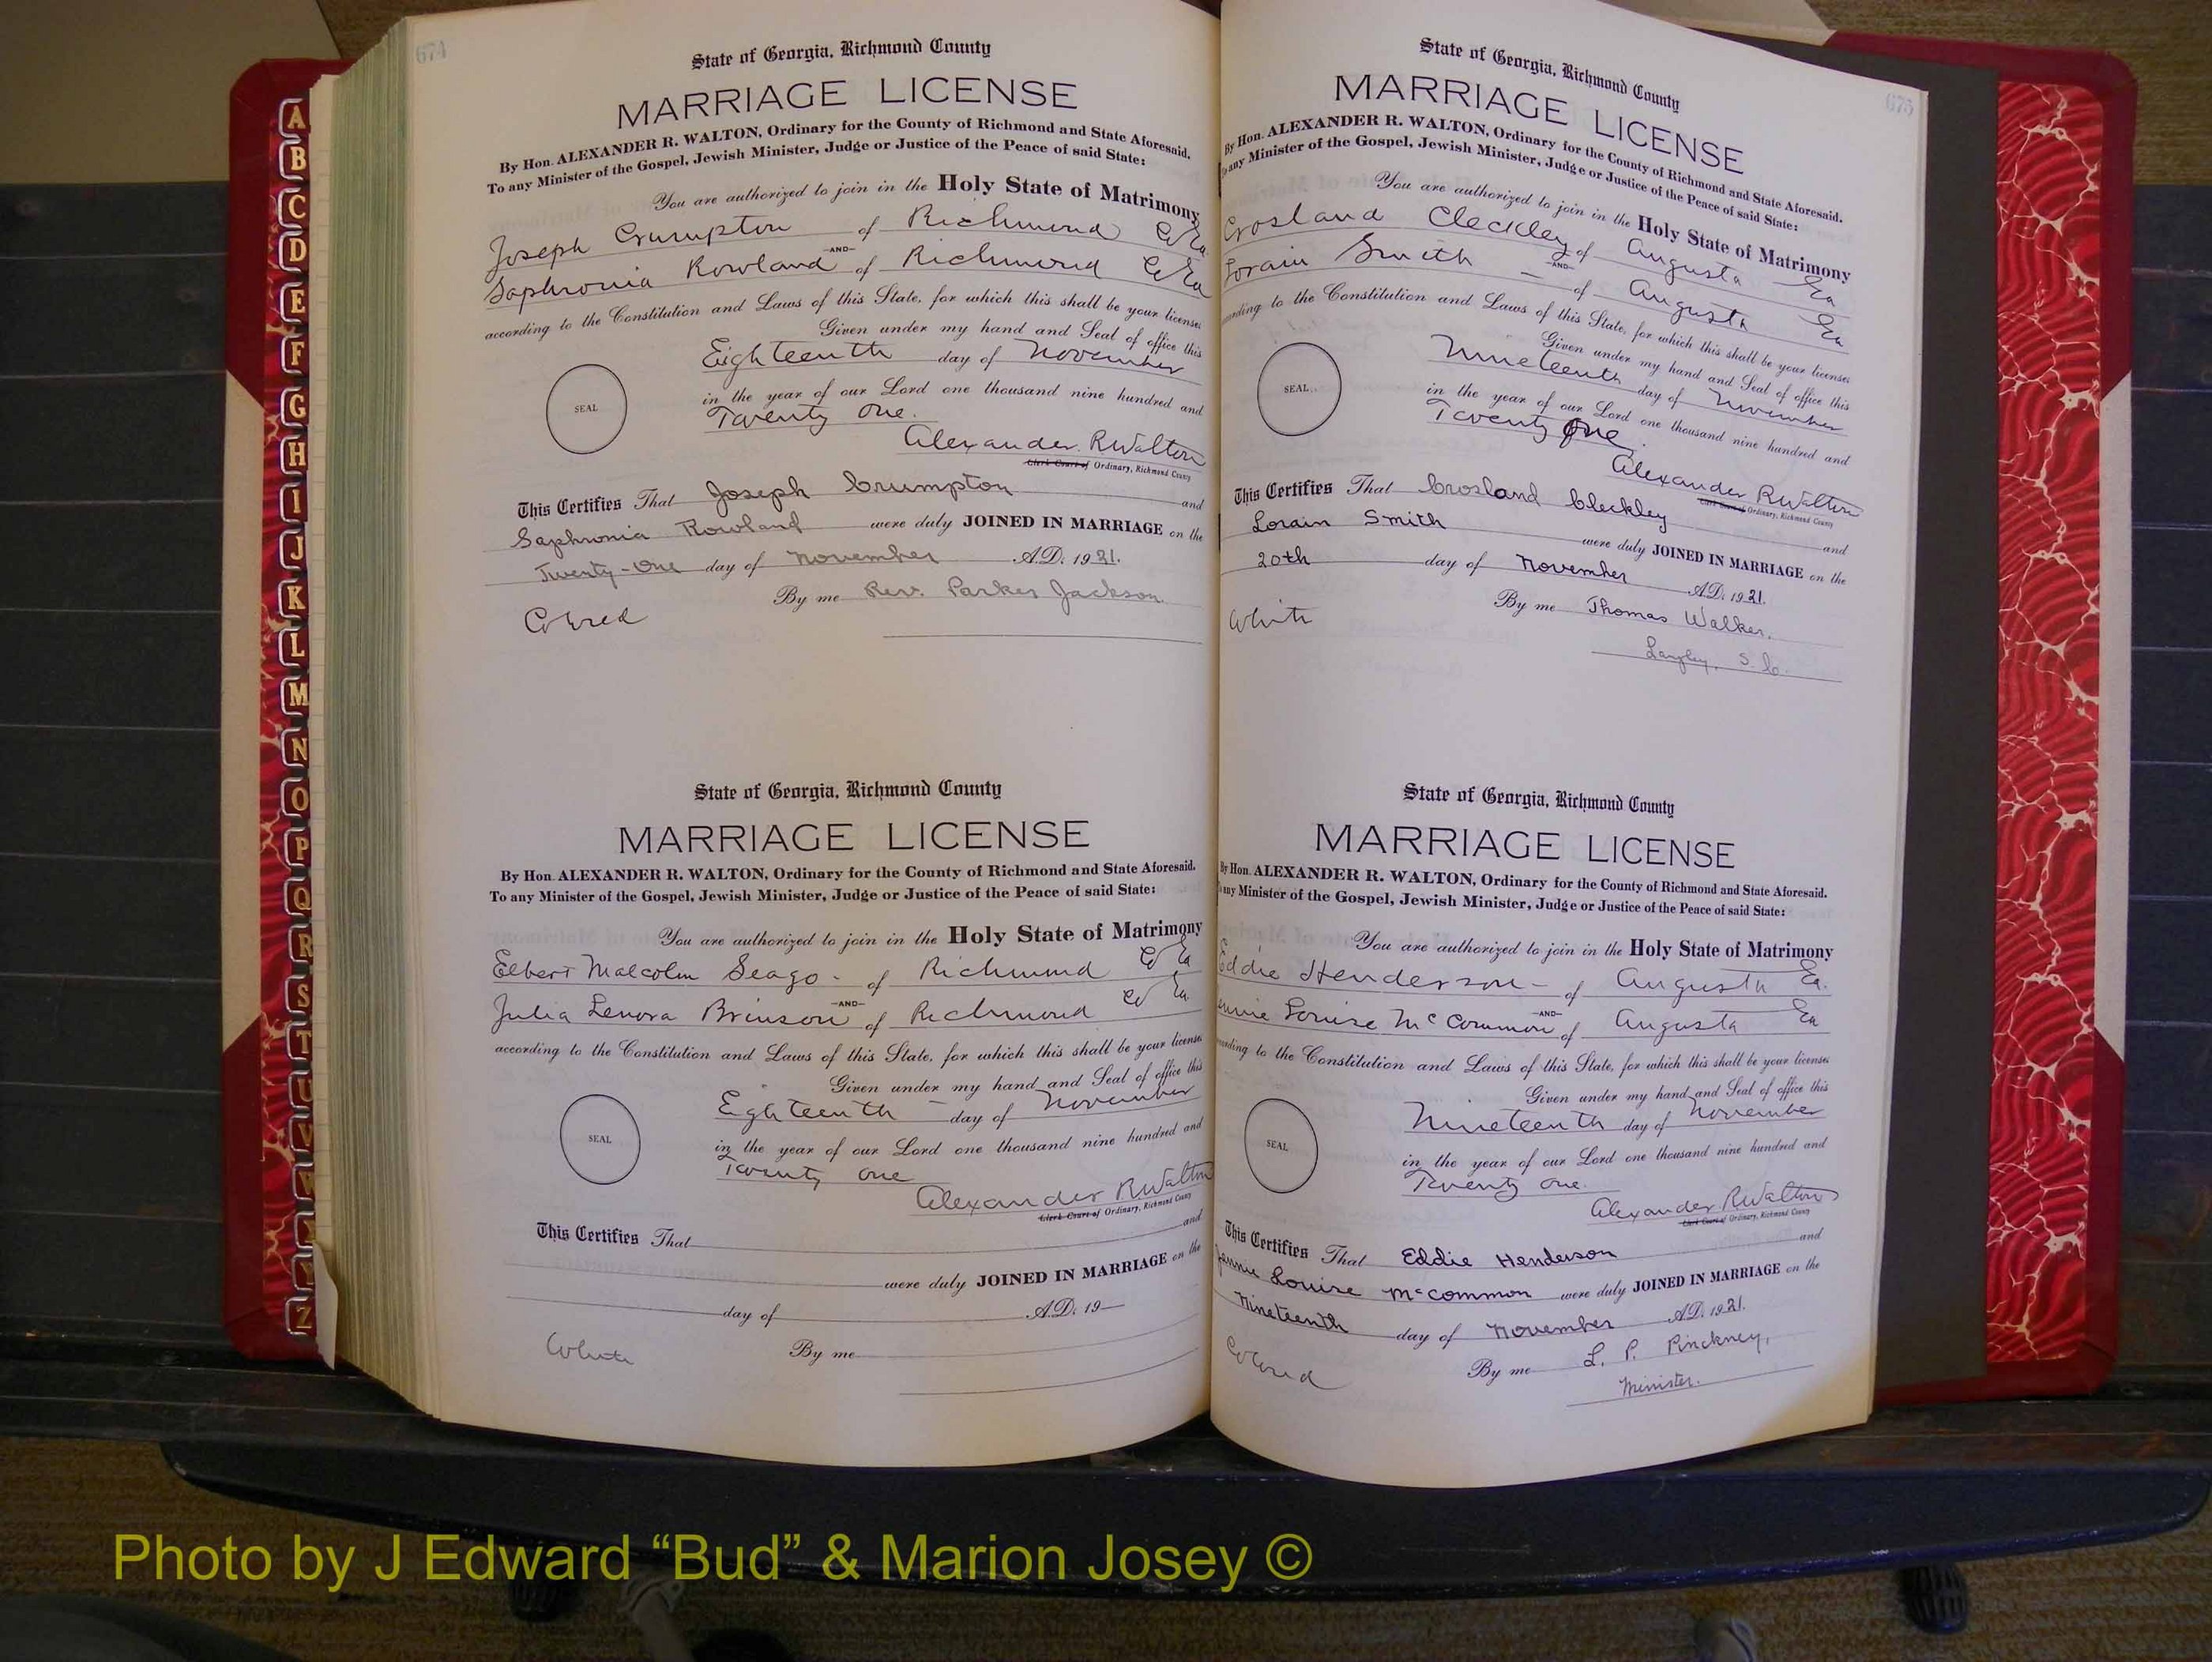 674
State of Georgia, Richmond County
MARRIAGE LICENSE
By Hon. ALEXANDER R. WALTON, Ordinary for the County of Richmond and State Aforesaid.
To any Minister of the Gospel, Jewish Minister, Judge or Justice of the Peace of said State:
You are authorized to join in the Holy State of Matrimony
Joseph Crumpton of Richmond Co Ga
—AND—
Saphronia Rowland of Richmond Co Ga
according to the Constitution and Laws of this State, for which this shall be your license
Given under my hand and Seal of office this
Eighteenth day of November
SEAL
in the year of our Lord one thousand nine hundred and
Twenty One.
Alexander R Walton
Clerk Court of Ordinary, Richmond County
This Certifies That Joseph Crumpton and
Saphronia Rowland were duly JOINED IN MARRIAGE on the
Twenty-One day of November A.D. 1921.
By me Rev. Parker Jackson.
Colored
State of Georgia, Richmond County
MARRIAGE LICENSE
By Hon. ALEXANDER R. WALTON, Ordinary for the County of Richmond and State Aforesaid.
To any Minister of the Gospel, Jewish Minister, Judge or Justice of the Peace of said State:
You are authorized to join in the Holy State of Matrimony
Elbert Malcolm Seago - of Richmond Co Ga
—AND—
Julia Lenora Brinson of Richmond Co Ga
according to the Constitution and Laws of this State, for which this shall be your license
Given under my hand and Seal of office this
Eighteenth day of November
SEAL
in the year of our Lord one thousand nine hundred and
Twenty One
Alexander R Walton
Clerk Court of Ordinary, Richmond County
This Certifies That and
were duly JOINED IN MARRIAGE on the
day of A.D. 19
White By me
675
State of Georgia, Richmond County
MARRIAGE LICENSE
By Hon. ALEXANDER R. WALTON, Ordinary for the County of Richmond and State Aforesaid.
To any Minister of the Gospel, Jewish Minister, Judge or Justice of the Peace of said State:
You are authorized to join in the Holy State of Matrimony
Crosland Cleckley of Augusta Ga
—AND—
Lorain Smith — of Augusta Ga
according to the Constitution and Laws of this State, for which this shall be your license
Given under my hand and Seal of office this
Nineteenth day of November
SEAL
in the year of our Lord one thousand nine hundred and
Twenty One
Alexander R Walton
Clerk Court of Ordinary, Richmond County
This Certifies That Crosland Cleckley and
Lorain Smith were duly JOINED IN MARRIAGE on the
20th day of November A.D. 1921.
White By me Thomas Walker.
Langley, S.C.
State of Georgia, Richmond County
MARRIAGE LICENSE
By Hon. ALEXANDER R. WALTON, Ordinary for the County of Richmond and State Aforesaid.
To any Minister of the Gospel, Jewish Minister, Judge or Justice of the Peace of said State:
You are authorized to join in the Holy State of Matrimony
Eddie Henderson - of Augusta Ga.
—AND—
Louise McCommon of Augusta Ga
according to the Constitution and Laws of this State, for which this shall be your license
Given under my hand and Seal of office this
Nineteenth day of November
SEAL
in the year of our Lord one thousand nine hundred and
Twenty One.
Alexander R Walton
Clerk Court of Ordinary, Richmond County
This Certifies That Eddie Henderson and
Louise McCommon were duly JOINED IN MARRIAGE on the
Nineteenth day of November A.D. 1921.
Colored By me L. P. Pinckney,
Minister.
A
B
C
D
E
F
G
H
I
J
K
L
M
N
O
P
Q
R
S
T
U
V
W
Z
Photo by J Edward “Bud” & Marion Josey ©